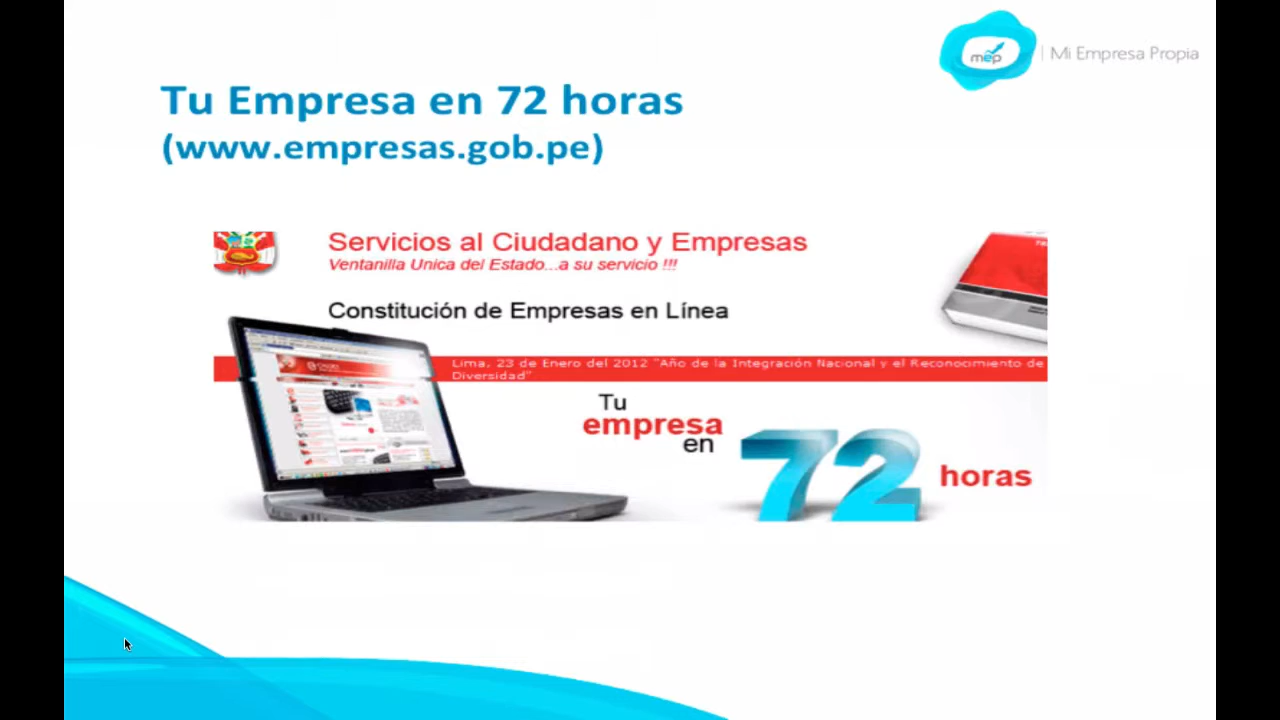 mep | Mi Empresa Propia
Tu Empresa en 72 horas
(www.empresas.gob.pe)
Servicios al Ciudadano y Empresas
Ventanilla Unica del Estado...a su servicio !!!
Constitución de Empresas en Línea
Lima, 23 de Enero del 2012 "Año de la Integración Nacional y el Reconocimiento de
Diversidad"
Tu
empresa
en
72
horas